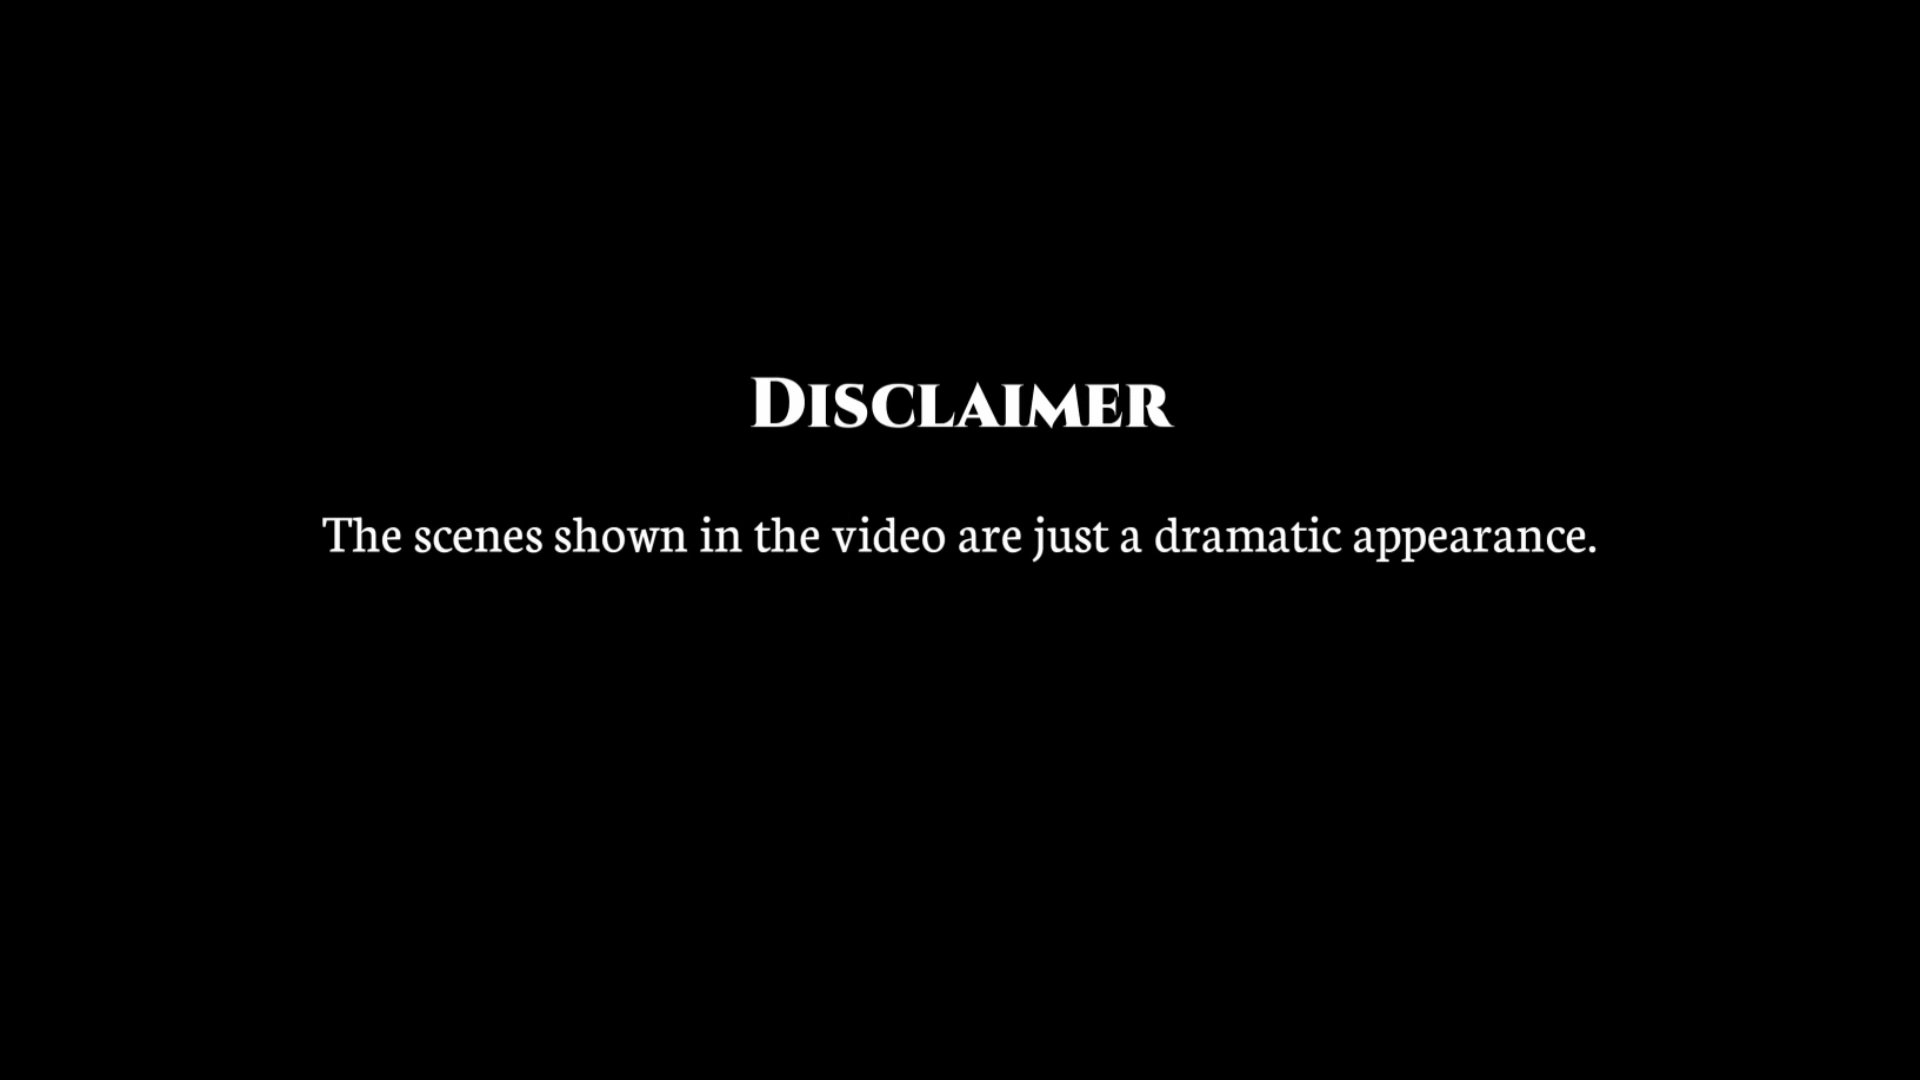 Disclaimer
The scenes shown in the video are just a dramatic appearance.